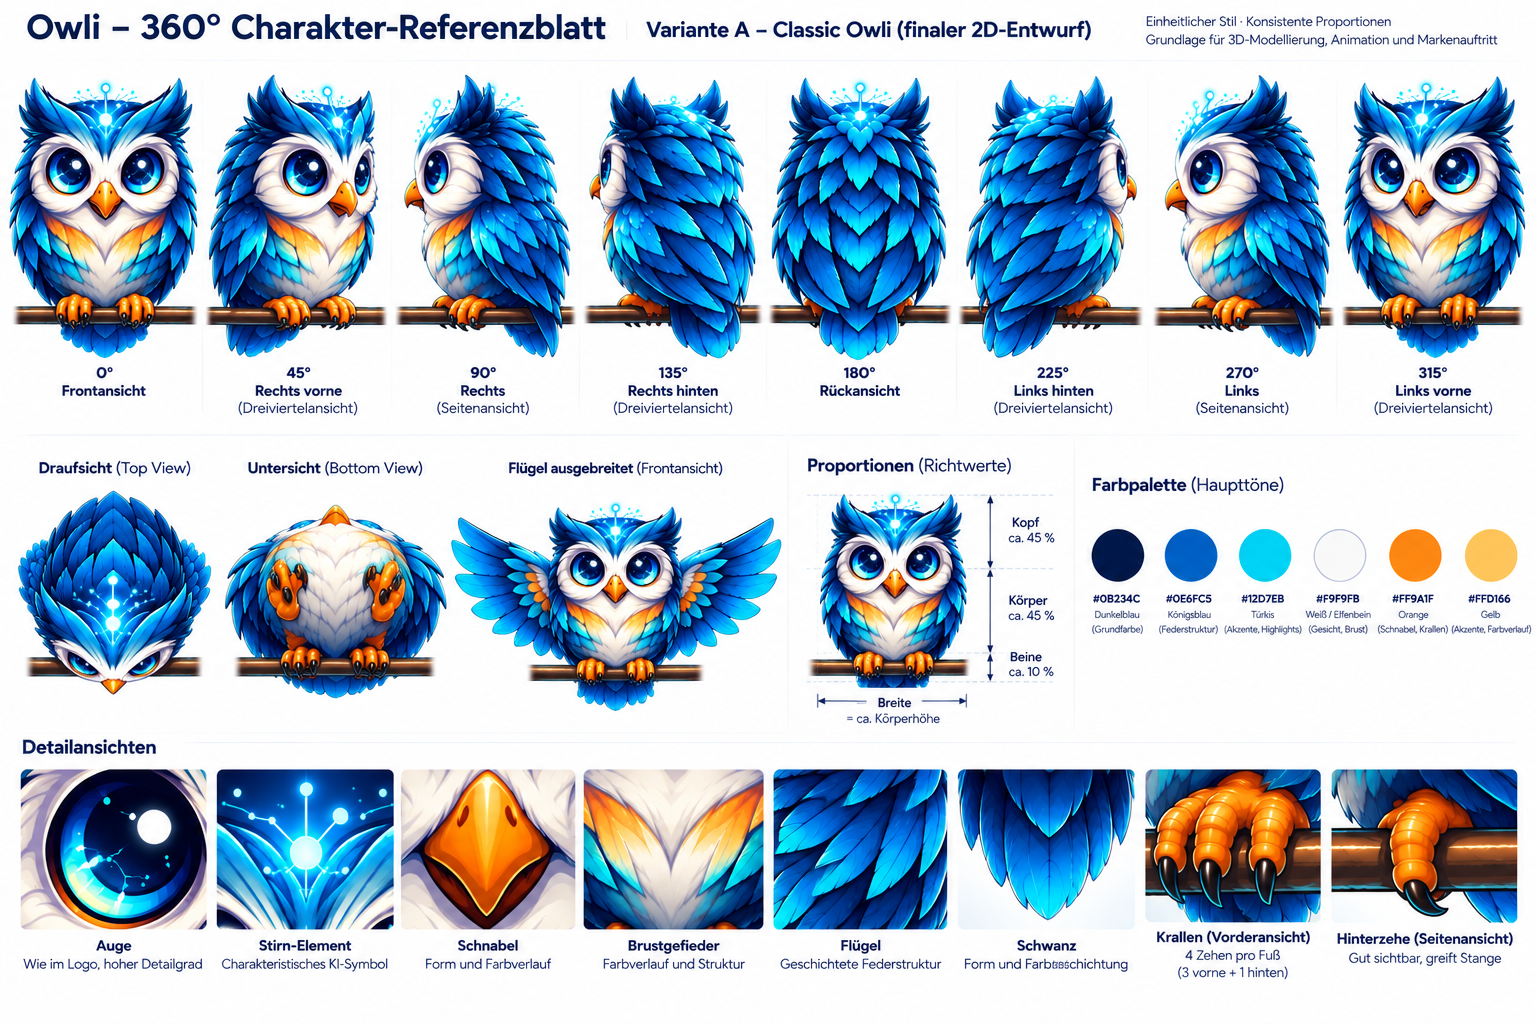 Owli – 360° Charakter-Referenzblatt
Variante A – Classic Owli (finaler 2D-Entwurf)
Einheitlicher Stil · Konsistente Proportionen
Grundlage für 3D-Modellierung, Animation und Markenauftritt
0°
Frontansicht
45°
Rechts vorne
(Dreiviertelansicht)
90°
Rechts
(Seitenansicht)
135°
Rechts hinten
(Dreiviertelansicht)
180°
Rückansicht
225°
Links hinten
(Dreiviertelansicht)
270°
Links
(Seitenansicht)
315°
Links vorne
(Dreiviertelansicht)
Draufsicht (Top View)
Untersicht (Bottom View)
Flügel ausgebreitet (Frontansicht)
Proportionen (Richtwerte)
Kopf
ca. 45 %
Körper
ca. 45 %
Beine
ca. 10 %
Breite
= ca. Körperhöhe
Farbpalette (Haupttöne)
#0B234C
Dunkelblau
(Grundfarbe)
#0E6FC5
Königsblau
(Federstruktur)
#12D7EB
Türkis
(Akzente, Highlights)
#F9F9FB
Weiß / Elfenbein
(Gesicht, Brust)
#FF9A1F
Orange
(Schnabel, Krallen)
#FFD166
Gelb
(Akzente, Farbverlauf)
Detailansichten
Auge
Wie im Logo, hoher Detailgrad
Stirn-Element
Charakteristisches KI-Symbol
Schnabel
Form und Farbverlauf
Brustgefieder
Farbverlauf und Struktur
Flügel
Geschichtete Federstruktur
Schwanz
Form und
Krallen (Vorderansicht)
4 Zehen pro Fuß
(3 vorne + 1 hinten)
Hinterzehe (Seitenansicht)
Gut sichtbar, greift Stange